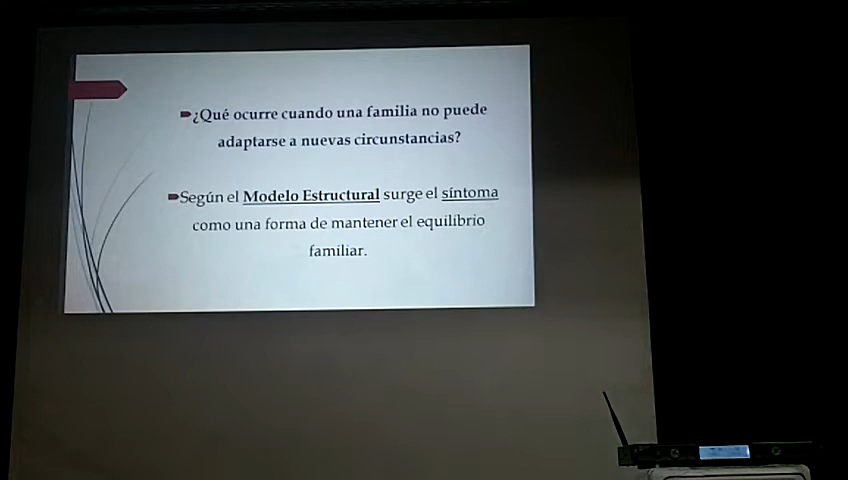 ¿Qué ocurre cuando una familia no puede
adaptarse a nuevas circunstancias?
Según el Modelo Estructural surge el síntoma
como una forma de mantener el equilibrio
familiar.